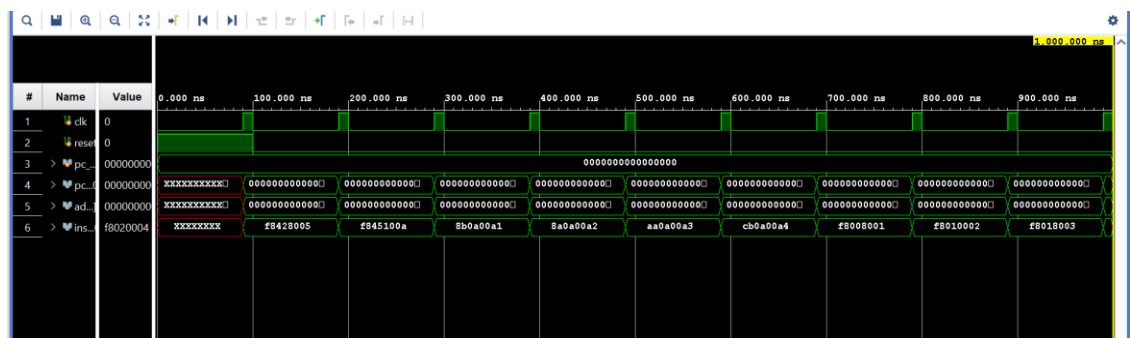 1,000.000 ns
# Name Value 0.000 ns 100.000 ns 200.000 ns 300.000 ns 400.000 ns 500.000 ns 600.000 ns 700.000 ns 800.000 ns 900.000 ns
1 clk 0
2 reset 0
3 > pc_... 00000000 0000000000000000
4 > pc...( 00000000 XXXXXXXXXX□ 000000000000□ 000000000000□ 000000000000□ 000000000000□ 000000000000□ 000000000000□ 000000000000□ 000000000000□ 000000000000□
5 > ad...] 00000000 XXXXXXXXXX□ 000000000000□ 000000000000□ 000000000000□ 000000000000□ 000000000000□ 000000000000□ 000000000000□ 000000000000□ 000000000000□
6 > ins...( f8020004 XXXXXXXX f8428005 f845100a 8b0a00a1 8a0a00a2 aa0a00a3 cb0a00a4 f8008001 f8010002 f8018003